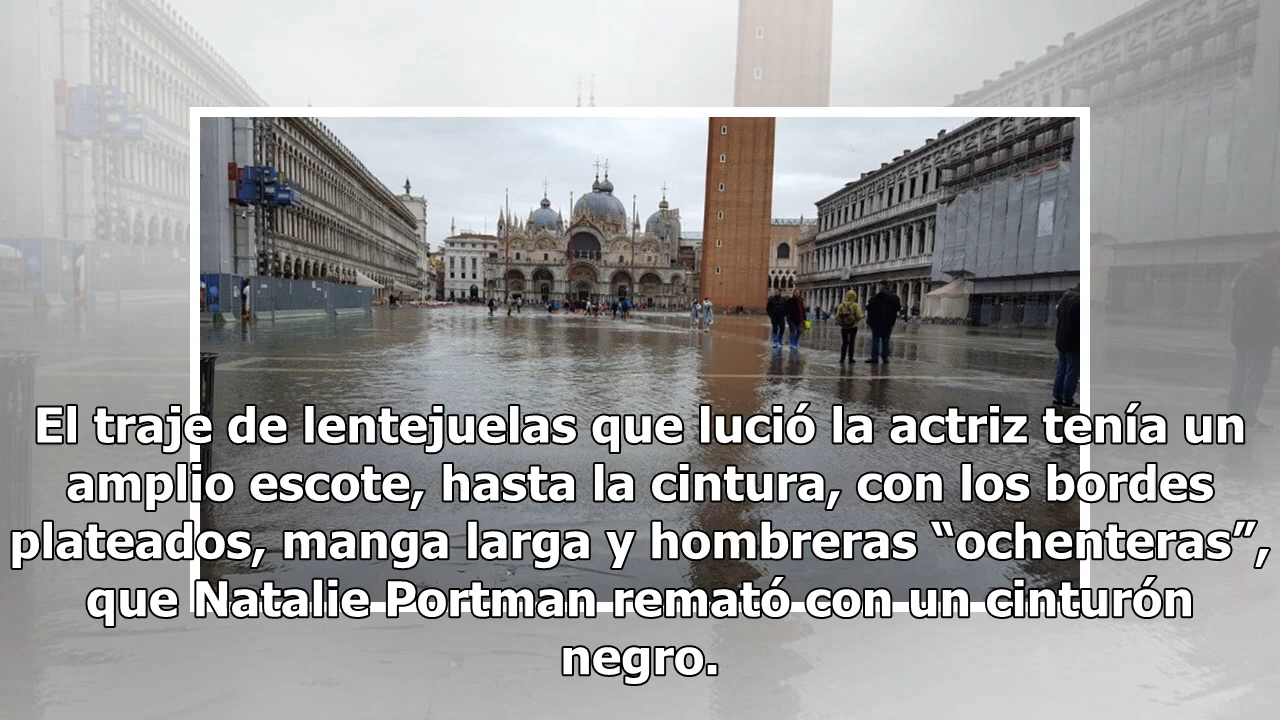 El traje de lentejuelas que lució la actriz tenía un
amplio escote, hasta la cintura, con los bordes
plateados, manga larga y hombreras “ochenteras”,
que Natalie Portman remató con un cinturón
negro.